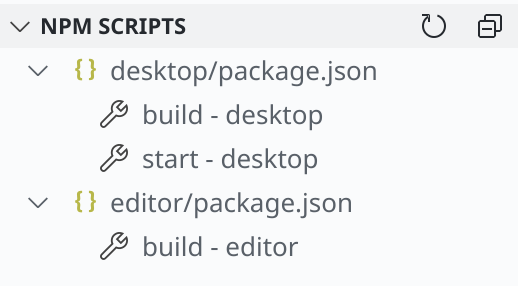 NPM SCRIPTS
{} desktop/package.json
build - desktop
start - desktop
{} editor/package.json
build - editor